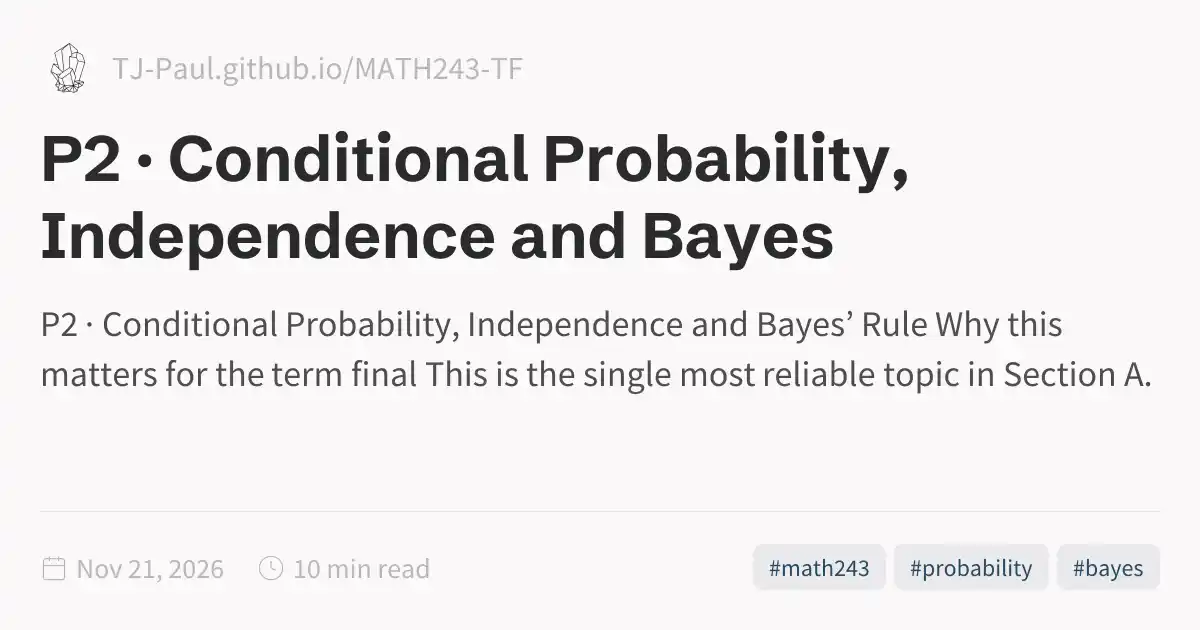 TJ-Paul.github.io/MATH243-TF
P2 · Conditional Probability,
Independence and Bayes
P2 · Conditional Probability, Independence and Bayes’ Rule Why this
matters for the term final This is the single most reliable topic in Section A.
Nov 21, 2026
10 min read
#math243
#probability
#bayes